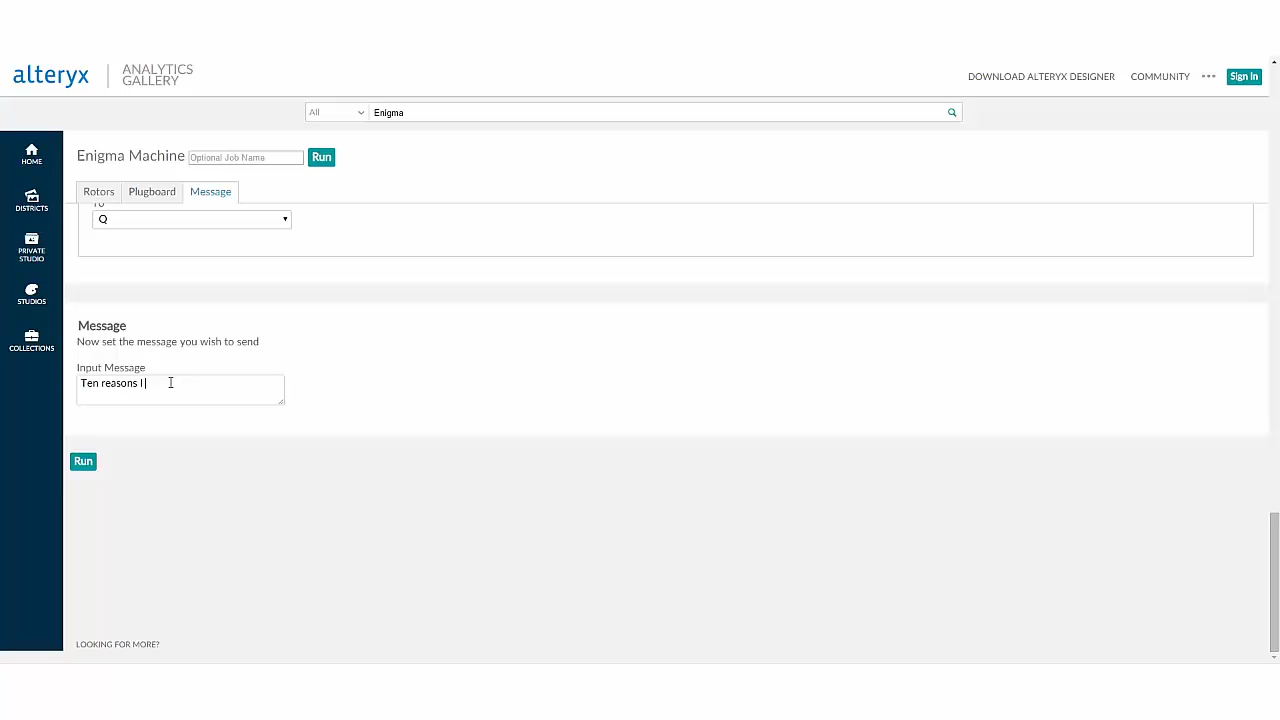 alteryx
ANALYTICS
GALLERY
DOWNLOAD ALTERYX DESIGNER
COMMUNITY
Sign In
All
Enigma
HOME
DISTRICTS
PRIVATE
STUDIO
STUDIOS
COLLECTIONS
Enigma Machine
Optional Job Name
Run
Rotors
Plugboard
Message
To
Q
Message
Now set the message you wish to send
Input Message
Ten reasons I
Run
LOOKING FOR MORE?